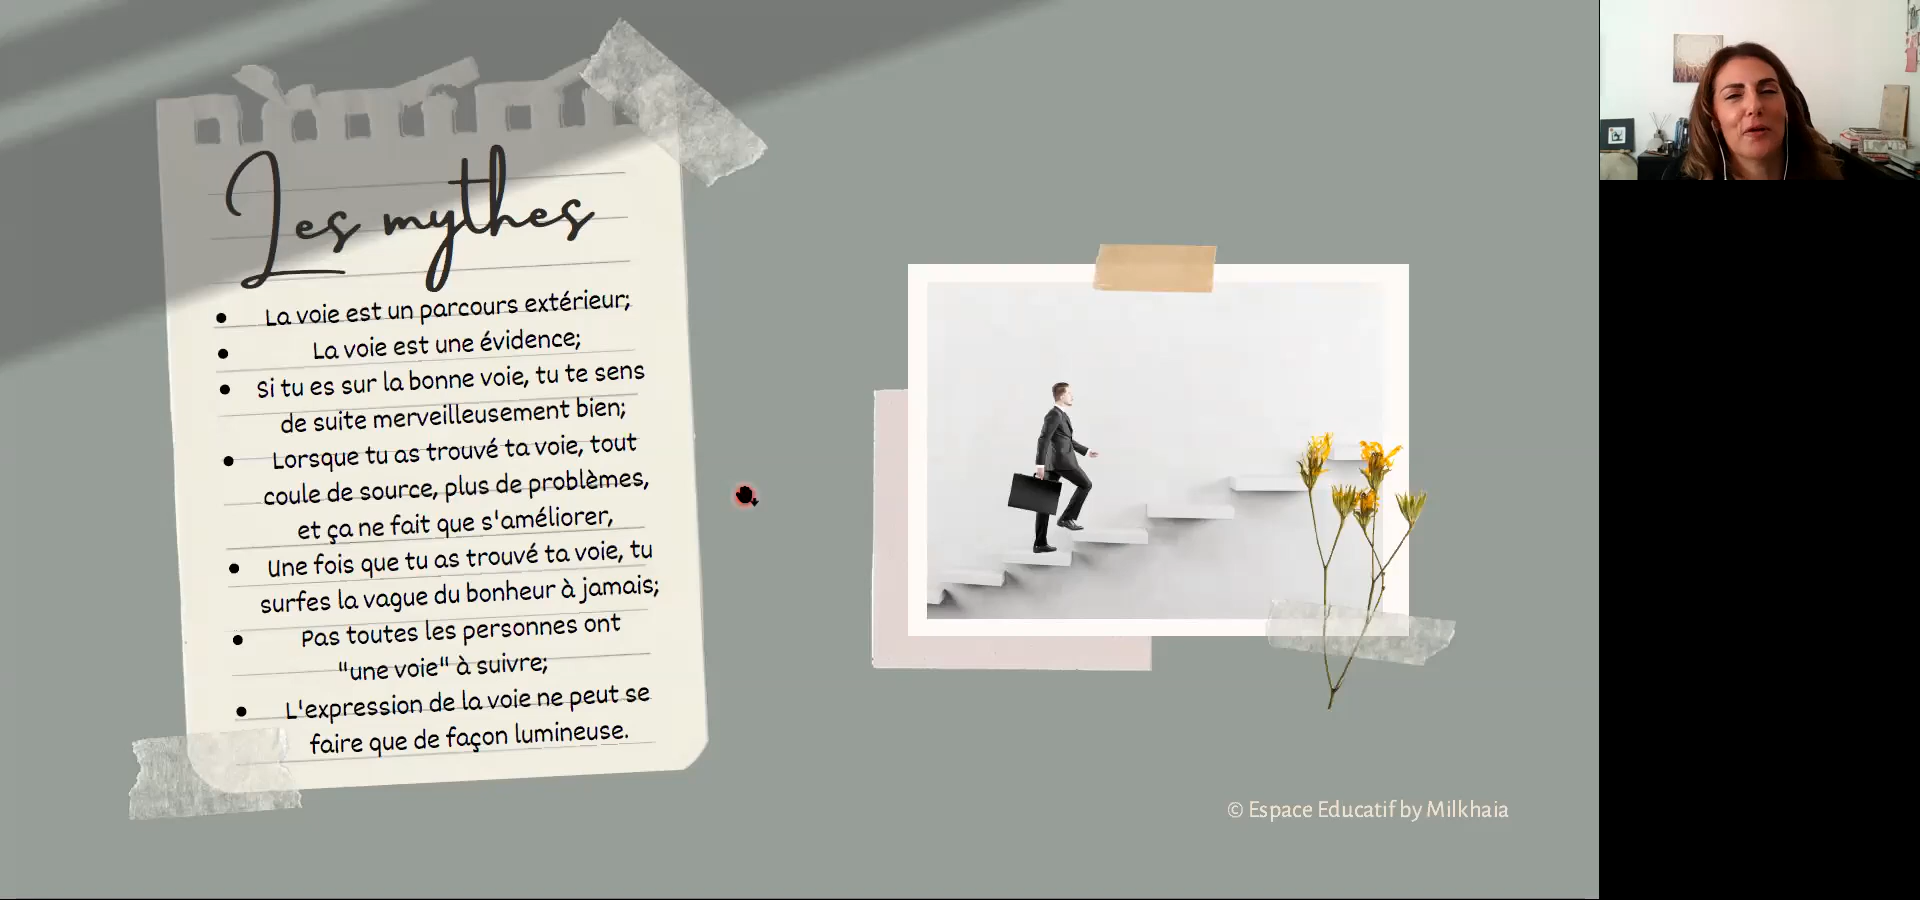 Les mythes
• La voie est un parcours extérieur;
• La voie est une évidence;
• Si tu es sur la bonne voie, tu te sens
de suite merveilleusement bien;
• Lorsque tu as trouvé ta voie, tout
coule de source, plus de problèmes,
et ça ne fait que s'améliorer,
• Une fois que tu as trouvé ta voie, tu
surfes la vague du bonheur à jamais;
• Pas toutes les personnes ont
"une voie" à suivre;
• L'expression de la voie ne peut se
faire que de façon lumineuse.
© Espace Educatif by Milkhaia